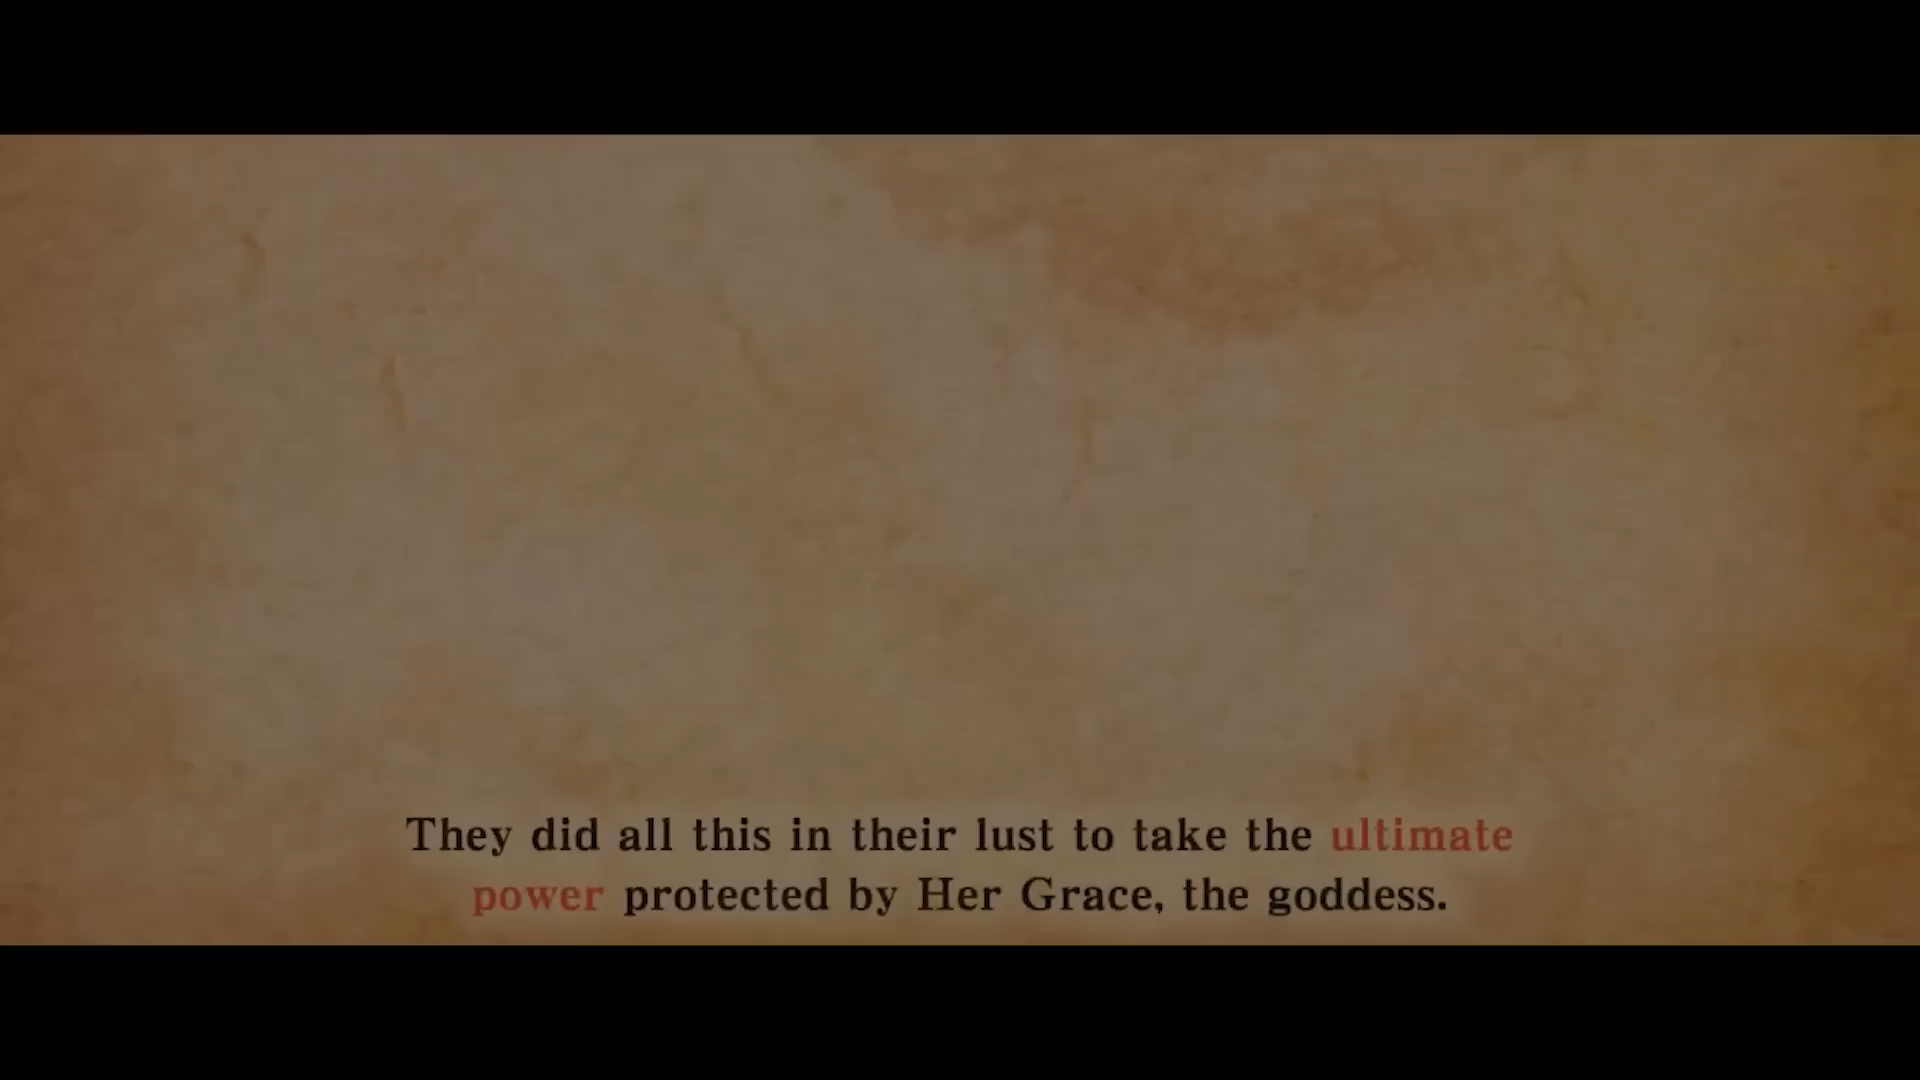 They did all this in their lust to take the ultimate
power protected by Her Grace, the goddess.